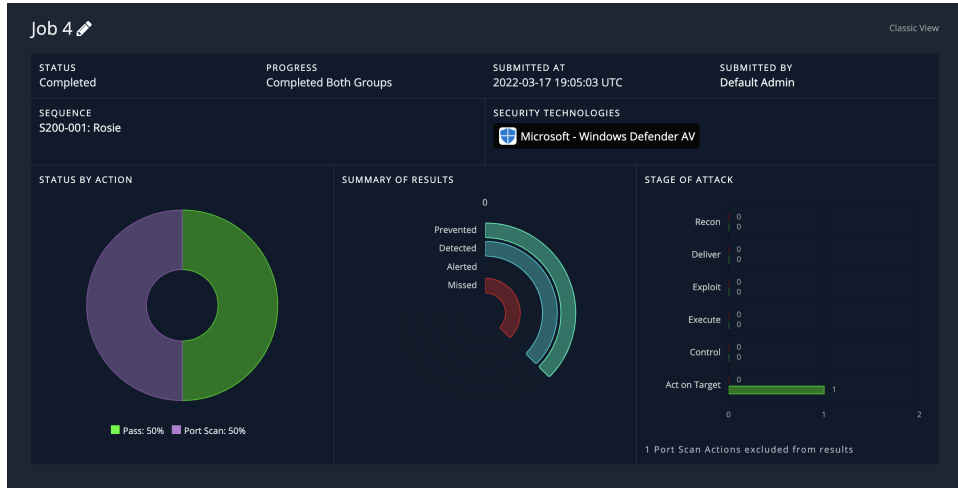 Job 4
Classic View
STATUS
Completed
PROGRESS
Completed Both Groups
SUBMITTED AT
2022-03-17 19:05:03 UTC
SUBMITTED BY
Default Admin
SEQUENCE
S200-001: Rosie
SECURITY TECHNOLOGIES
Microsoft - Windows Defender AV
STATUS BY ACTION
Pass: 50% Port Scan: 50%
SUMMARY OF RESULTS
0
Prevented
Detected
Alerted
Missed
STAGE OF ATTACK
Recon 0
0
Deliver 0
0
Exploit 0
0
Execute 0
0
Control 0
0
Act on Target 0
1
0 1 2
1 Port Scan Actions excluded from results